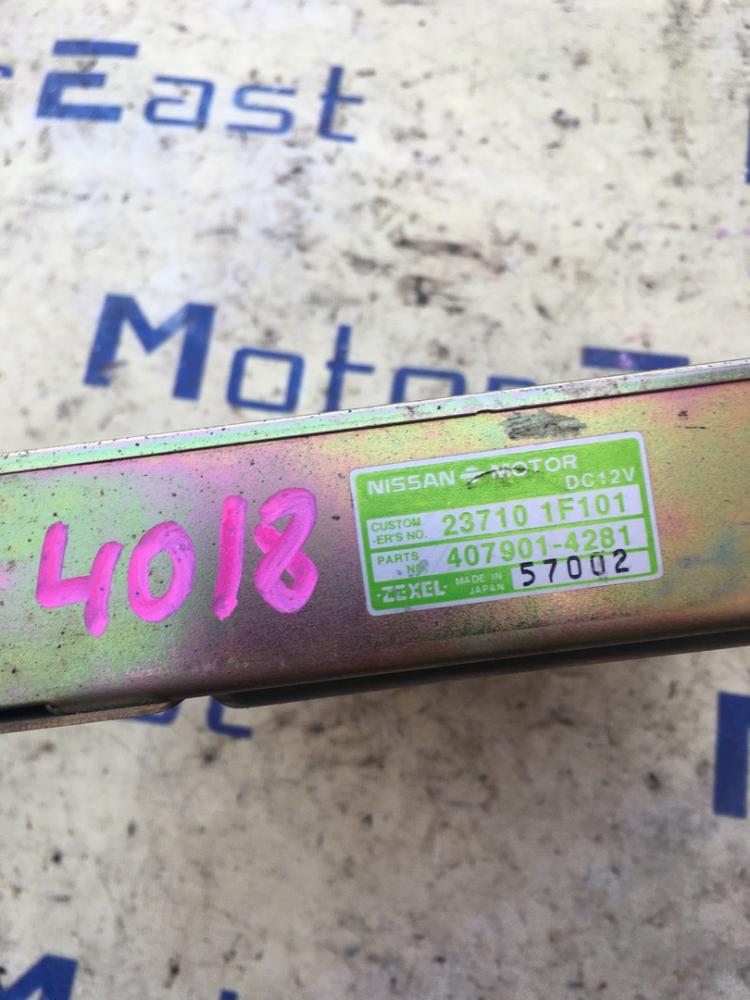 East
Motor
NISSAN MOTOR
DC12V
CUSTOM
-ER'S NO. 23710 1F101
PARTS
NO. 407901-4281
·ZEXEL· MADE IN
JAPAN 57002
4018